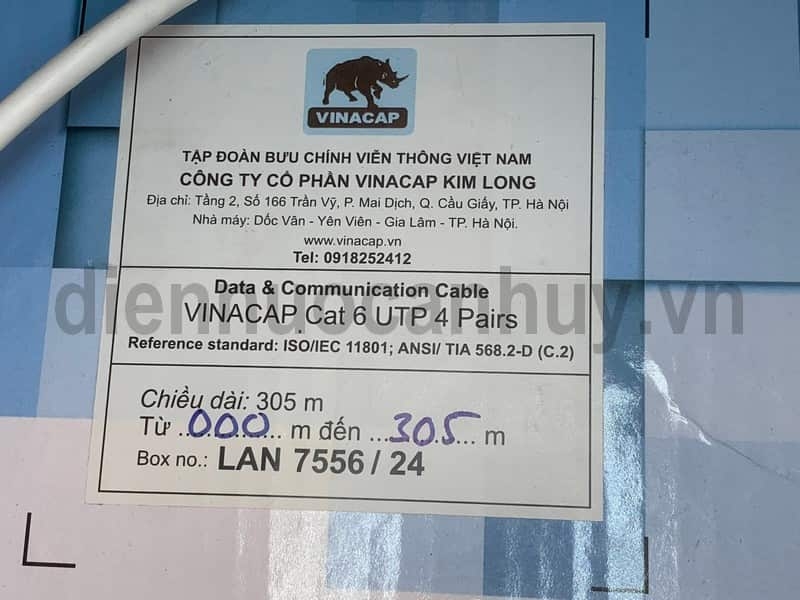 VINACAP
TẬP ĐOÀN BƯU CHÍNH VIỄN THÔNG VIỆT NAM
CÔNG TY CỔ PHẦN VINACAP KIM LONG
Địa chỉ: Tầng 2, Số 166 Trần Vỹ, P. Mai Dịch, Q. Cầu Giấy, TP. Hà Nội
Nhà máy: Dốc Vân - Yên Viên - Gia Lâm - TP. Hà Nội.
www.vinacap.vn
Tel: 0918252412
Data & Communication Cable
diennuocanhuy.vn
VINACAP Cat 6 UTP 4 Pairs
Reference standard: ISO/IEC 11801; ANSI/ TIA 568.2-D (C.2)
Chiều dài: 305 m
Từ ..000.. m đến ...305... m
Box no.: LAN 7556 / 24